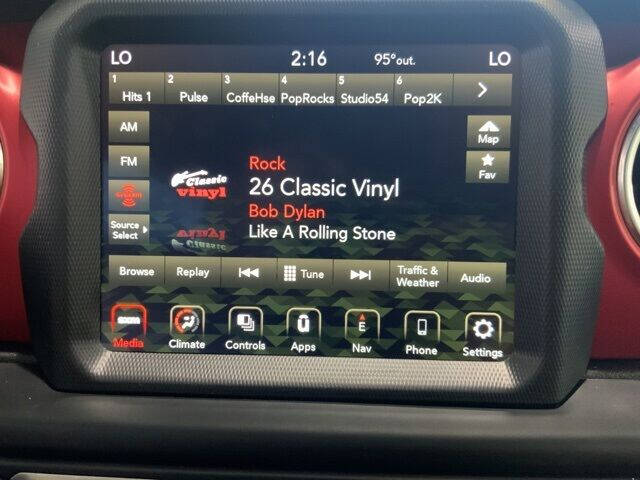 LO 2:16 95°out. LO
1 2 3 4 5 6
Hits 1 Pulse CoffeHse PopRocks Studio54 Pop2K
AM
Map
FM
Rock
Fav
Classic
vinyl
26 Classic Vinyl
Bob Dylan
Source
Select
Like A Rolling Stone
Browse Replay Tune Traffic &
Weather Audio
E
Media Climate Controls Apps Nav Phone Settings